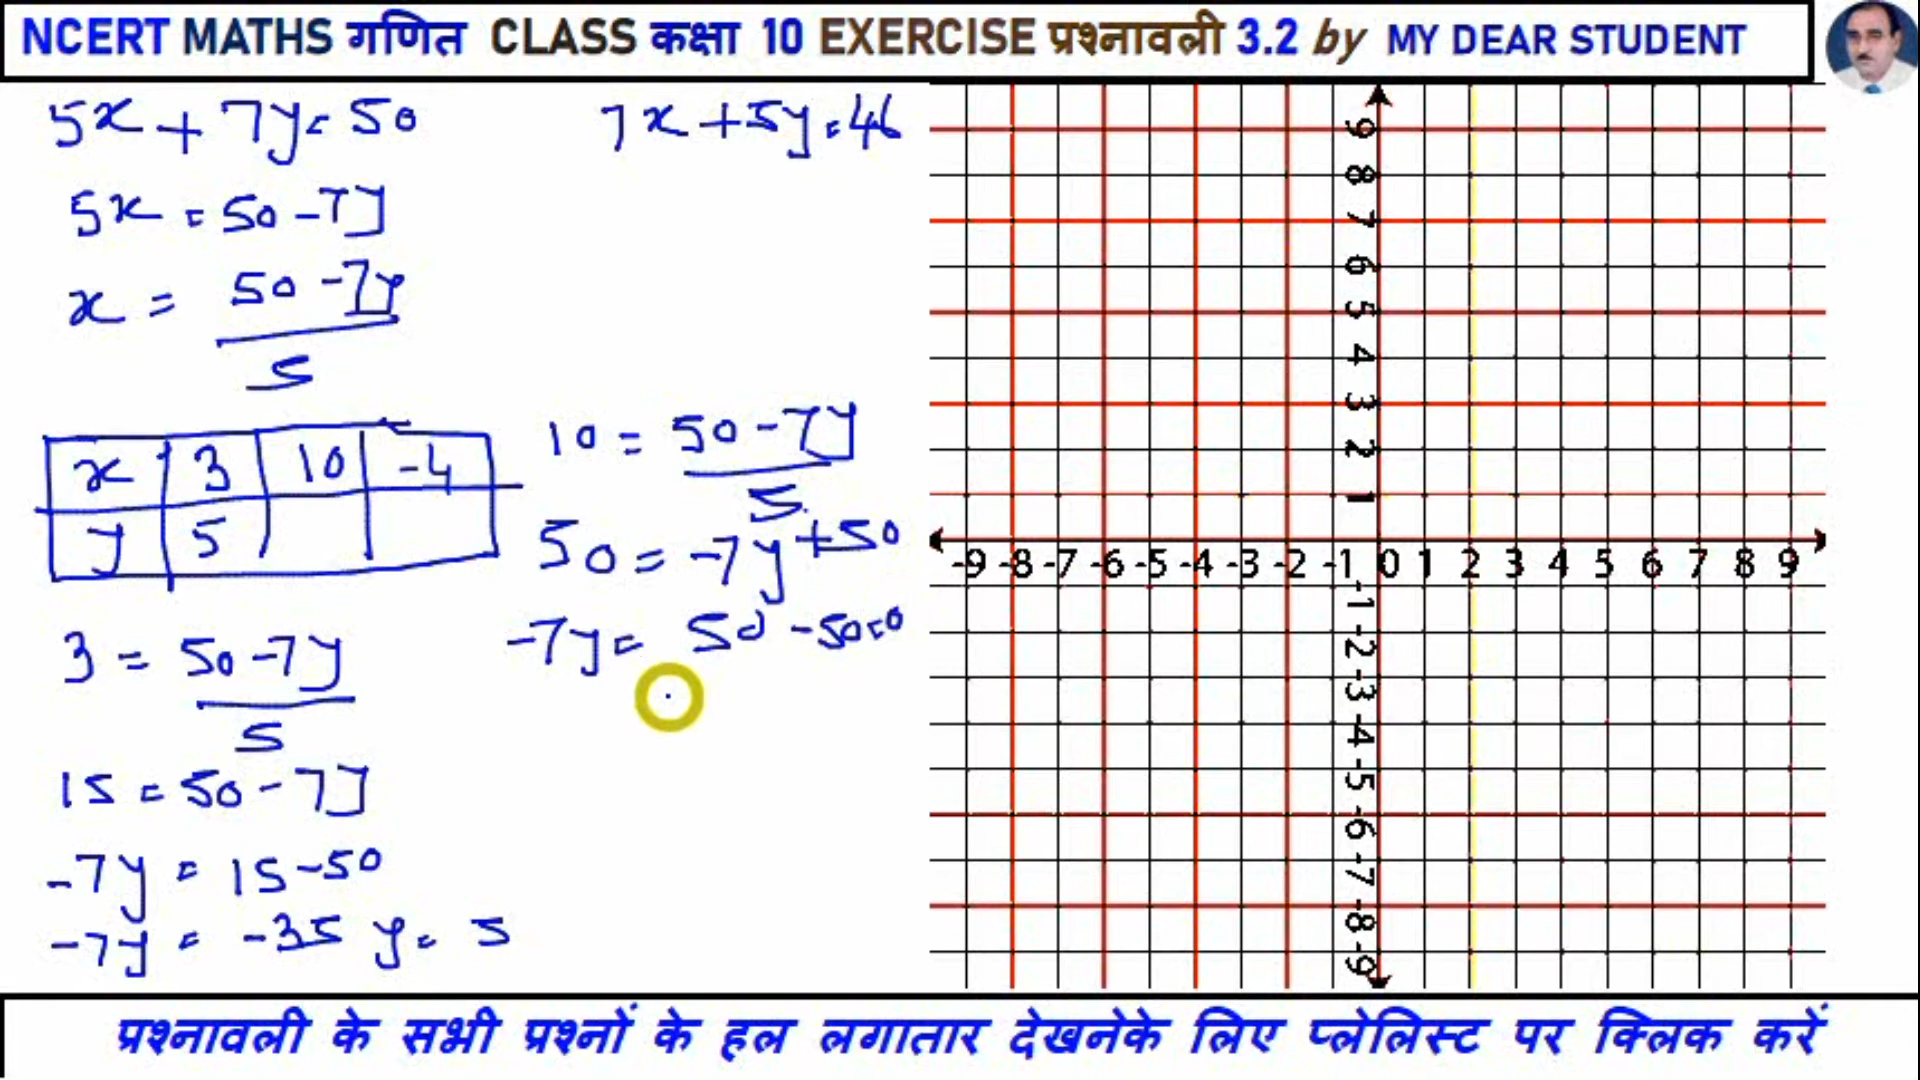 NCERT MATHS गणित CLASS कक्षा 10 EXERCISE प्रश्नावली 3.2 by MY DEAR STUDENT
5x + 7y = 50
5x = 50 - 7y
x = 50 - 7y
5
x 3 10 -4
y 5
3 = 50 - 7y
5
15 = 50 - 7y
-7y = 15 - 50
-7y = -35 y = 5
7x + 5y = 46
10 = 50 - 7y
5
50 = -7y + 50
-7y = 50 - 50 = 0
9
8
7
6
5
4
3
2
1
-9 -8 -7 -6 -5 -4 -3 -2 -1 0 1 2 3 4 5 6 7 8 9
-1
-2
-3
-4
-5
-6
-7
-8
-9
प्रश्नावली के सभी प्रश्नों के हल लगातार देखनेके लिए प्लेलिस्ट पर क्लिक करें